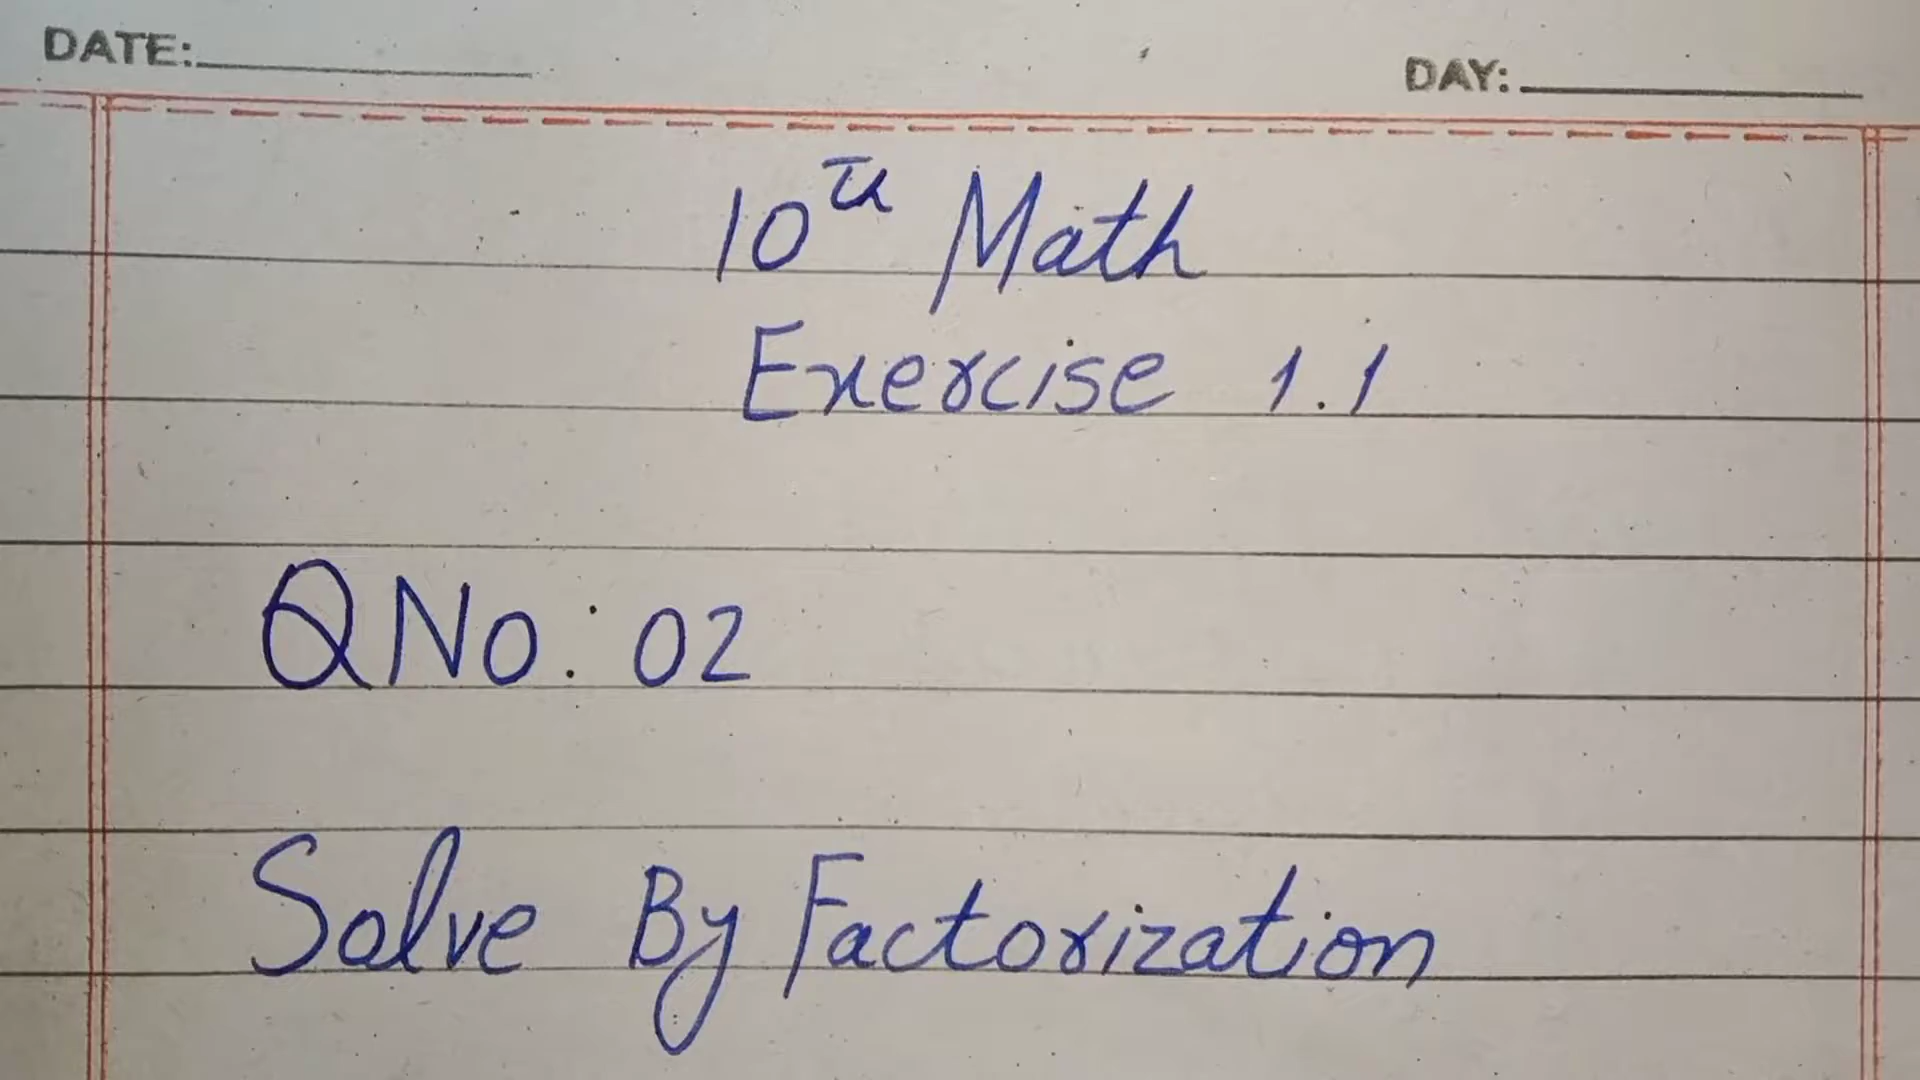 DATE: DAY:
10th Math
Exercise 1.1
QNo: 02
Solve By Factorization